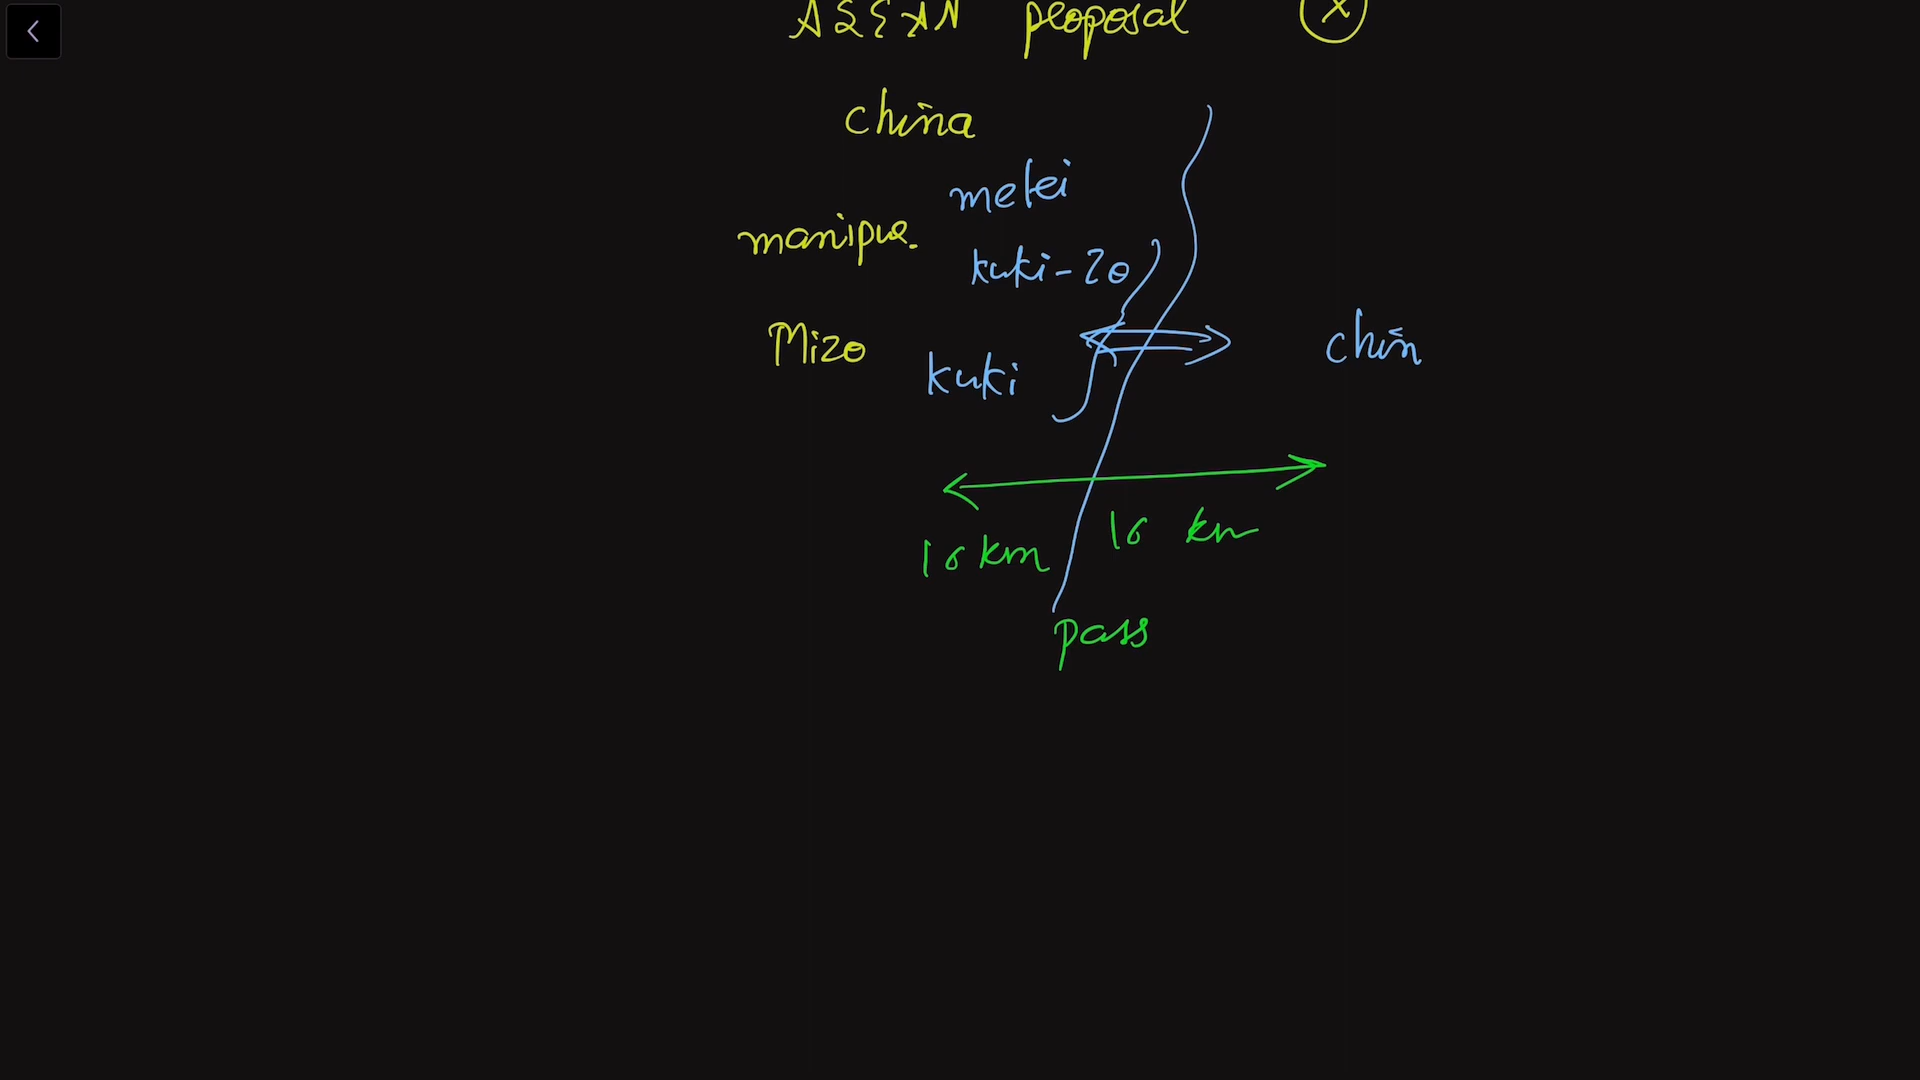 ASEAN proposal X
china
metei
manipur.
kuki-zo
Mizo
kuki
chin
16 km
16 km
pass